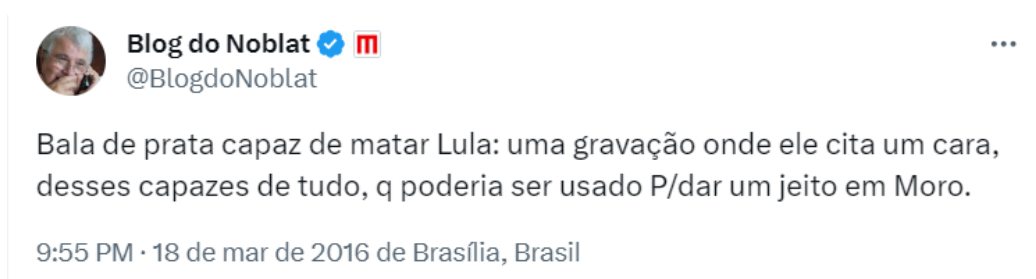 Blog do Noblat
@BlogdoNoblat
Bala de prata capaz de matar Lula: uma gravação onde ele cita um cara,
desses capazes de tudo, q poderia ser usado P/dar um jeito em Moro.
9:55 PM · 18 de mar de 2016 de Brasília, Brasil